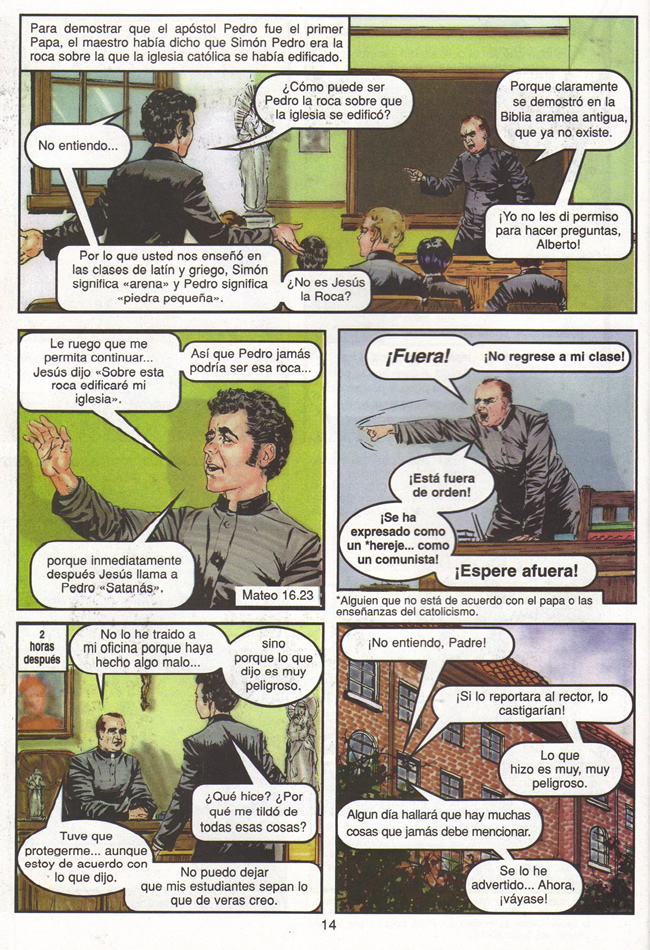 Para demostrar que el apóstol Pedro fue el primer
Papa, el maestro había dicho que Simón Pedro era la
roca sobre la que la iglesia católica se había edificado.
No entiendo...
¿Cómo puede ser
Pedro la roca sobre que
la iglesia se edificó?
Porque claramente
se demostró en la
Biblia aramea antigua,
que ya no existe.
¡Yo no les di permiso
para hacer preguntas,
Alberto!
Por lo que usted nos enseñó en
las clases de latín y griego, Simón
significa «arena» y Pedro significa
«piedra pequeña».
¿No es Jesús
la Roca?
Le ruego que me
permita continuar...
Jesús dijo «Sobre esta
roca edificaré mi
iglesia».
Así que Pedro jamás
podría ser esa roca...
porque inmediatamente
después Jesús llama a
Pedro «Satanás».
Mateo 16.23
¡Fuera!
¡No regrese a mi clase!
¡Está fuera
de orden!
¡Se ha
expresado como
un *hereje... como
un comunista!
¡Espere afuera!
*Alguien que no está de acuerdo con el papa o las
enseñanzas del catolicismo.
2
horas
después
No lo he traido a
mi oficina porque haya
hecho algo malo...
sino
porque lo que
dijo es muy
peligroso.
¿Qué hice? ¿Por
qué me tildó de
todas esas cosas?
Tuve que
protegerme... aunque
estoy de acuerdo con
lo que dijo.
No puedo dejar
que mis estudiantes sepan lo
que de veras creo.
¡No entiendo, Padre!
¡Si lo reportara al rector, lo
castigarían!
Lo que
hizo es muy, muy
peligroso.
Algun día hallará que hay muchas
cosas que jamás debe mencionar.
Se lo he
advertido... Ahora,
¡váyase!
14